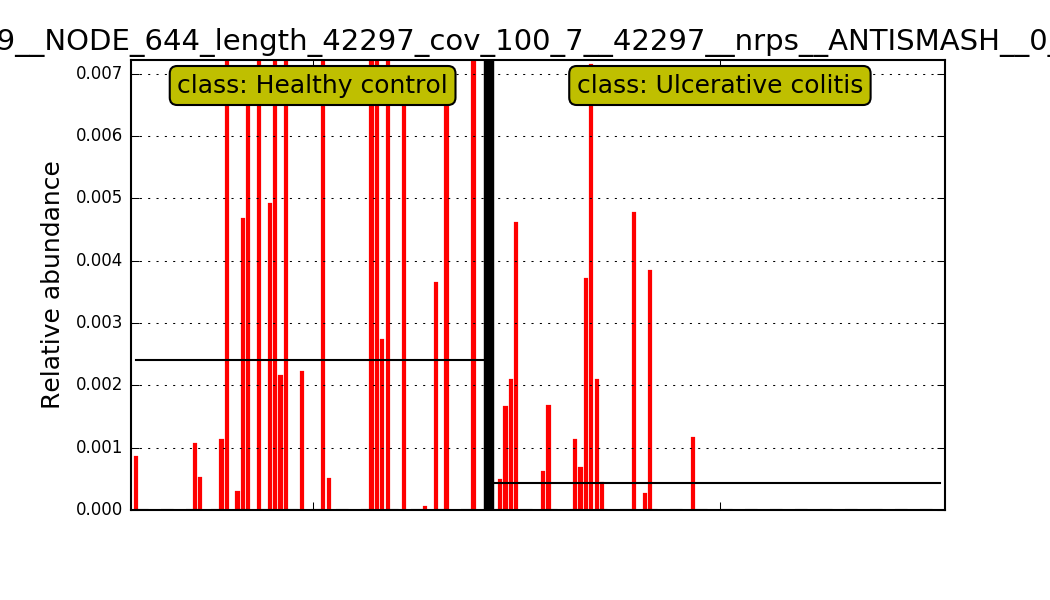 9__NODE_644_length_42297_cov_100_7__42297__nrps__ANTISMASH__0_
class: Healthy control
class: Ulcerative colitis
Relative abundance
0.007
0.006
0.005
0.004
0.003
0.002
0.001
0.000